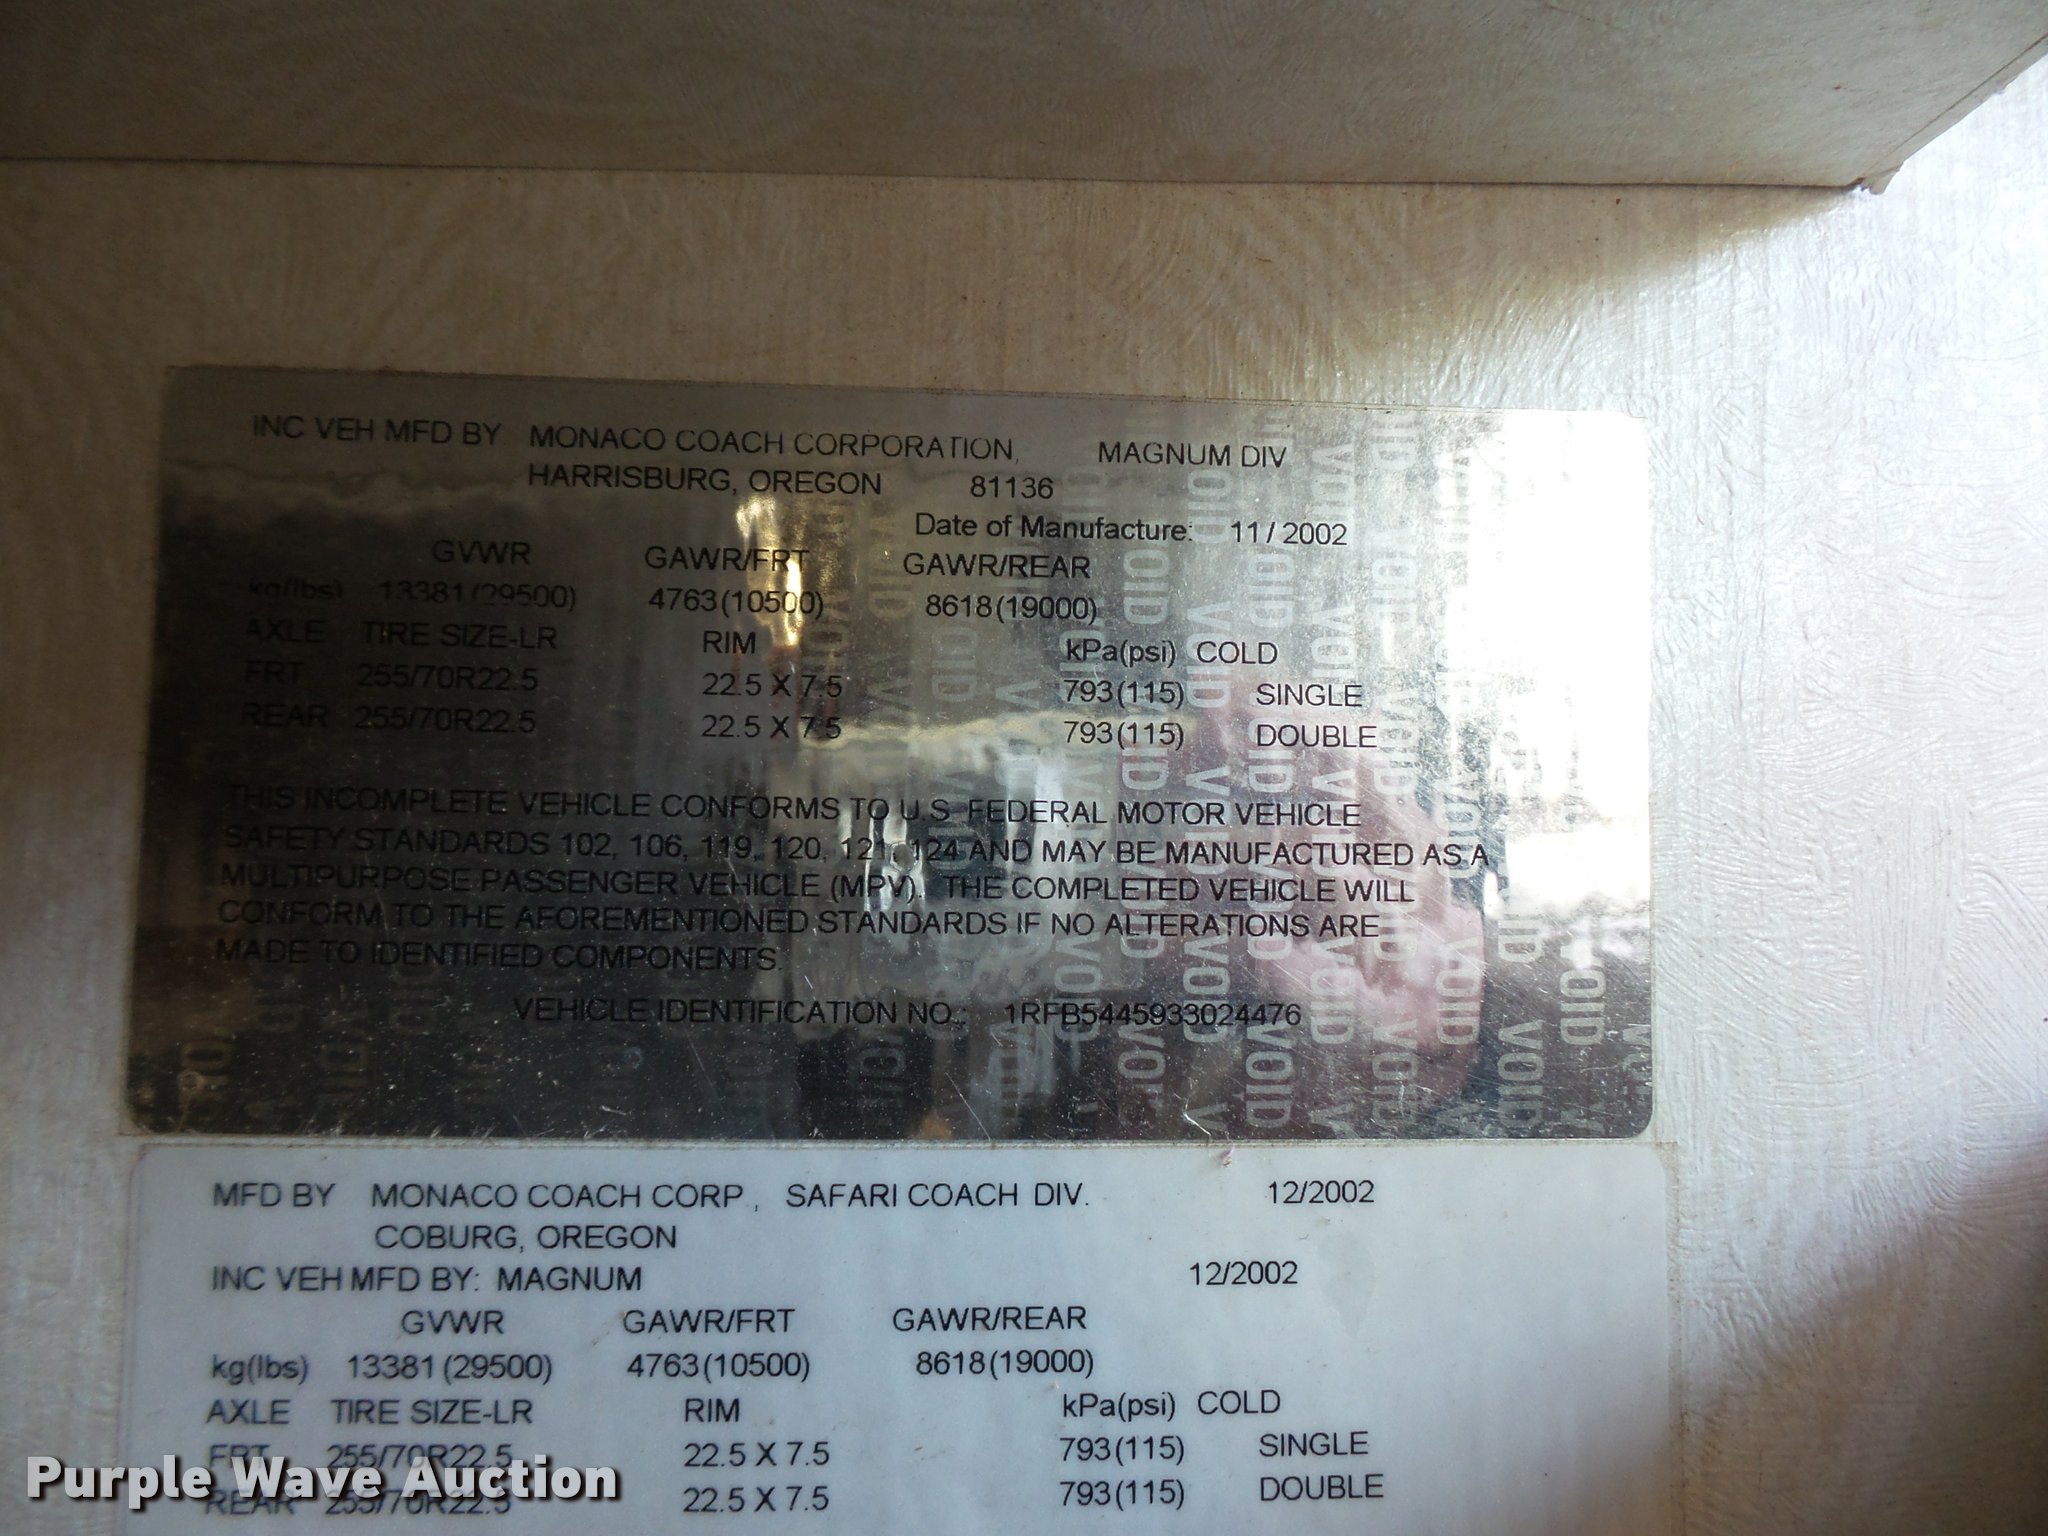 INC VEH MFD BY MONACO COACH CORPORATION, MAGNUM DIV
HARRISBURG, OREGON 81136
Date of Manufacture: 11 / 2002
GVWR GAWR/FRT GAWR/REAR
kg(lbs) 13381(29500) 4763(10500) 8618(19000)
AXLE TIRE SIZE-LR RIM kPa(psi) COLD
FRT 255/70R22.5 22.5 X 7.5 793(115) SINGLE
REAR 255/70R22.5 22.5 X 7.5 793(115) DOUBLE
THIS INCOMPLETE VEHICLE CONFORMS TO U.S. FEDERAL MOTOR VEHICLE
SAFETY STANDARDS 102, 106, 119, 120, 121, 124 AND MAY BE MANUFACTURED AS A
MULTIPURPOSE PASSENGER VEHICLE (MPV). THE COMPLETED VEHICLE WILL
CONFORM TO THE AFOREMENTIONED STANDARDS IF NO ALTERATIONS ARE
MADE TO IDENTIFIED COMPONENTS.
VEHICLE IDENTIFICATION NO.: 1RFB5445933024476
MFD BY MONACO COACH CORP, SAFARI COACH DIV. 12/2002
COBURG, OREGON
INC VEH MFD BY: MAGNUM 12/2002
GVWR GAWR/FRT GAWR/REAR
kg(lbs) 13381(29500) 4763(10500) 8618(19000)
AXLE TIRE SIZE-LR RIM kPa(psi) COLD
FRT 255/70R22.5 22.5 X 7.5 793(115) SINGLE
REAR 255/70R22.5 22.5 X 7.5 793(115) DOUBLE
Purple Wave Auction